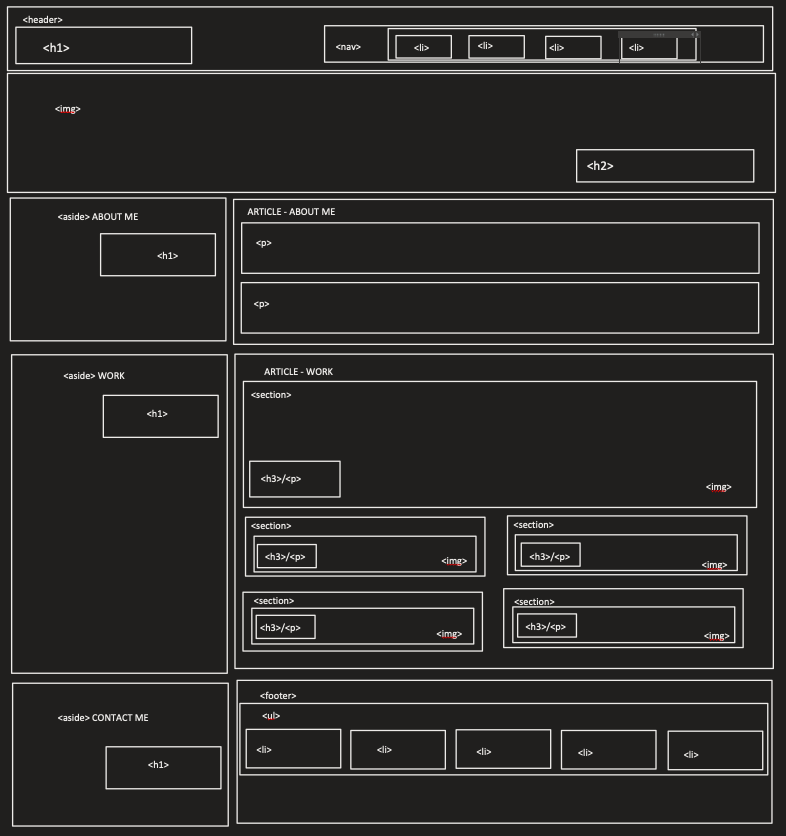 <header>
<h1>
<nav>
<li>
<li>
<li>
<li>
<img>
<h2>
<aside> ABOUT ME
<h1>
ARTICLE - ABOUT ME
<p>
<p>
<aside> WORK
<h1>
ARTICLE - WORK
<section>
<h3>/<p>
<img>
<section>
<h3>/<p>
<img>
<section>
<h3>/<p>
<img>
<section>
<h3>/<p>
<img>
<section>
<h3>/<p>
<img>
<aside> CONTACT ME
<h1>
<footer>
<ul>
<li>
<li>
<li>
<li>
<li>